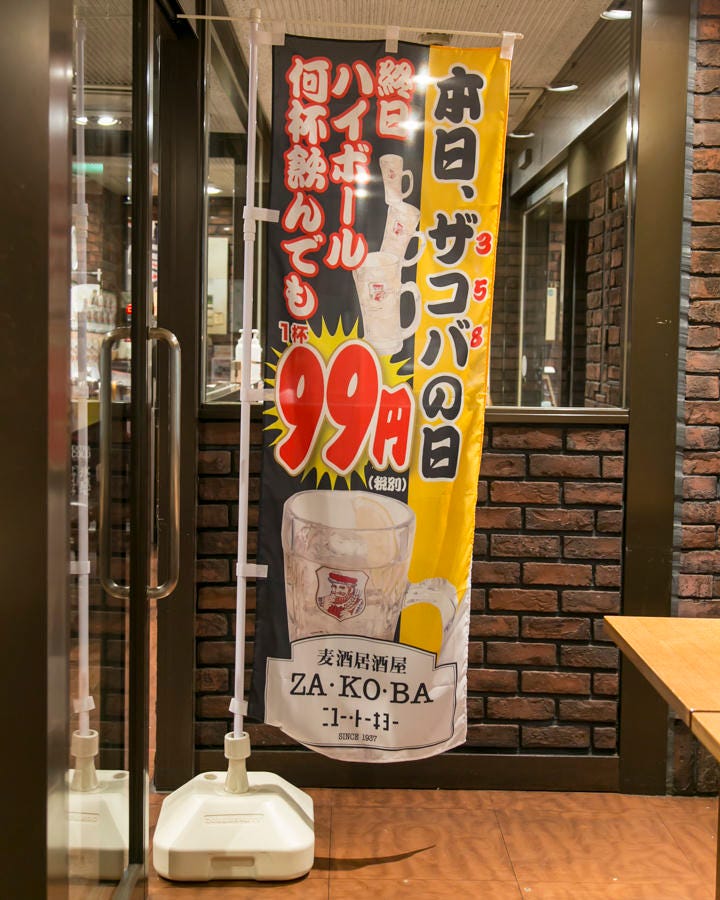 本日、ザコバの日
358
終日
ハイボール
何杯飲んでも
1杯
99円
(税別)
麦酒居酒屋
ZA・KO・BA
ニユー・トーキヨー
SINCE 1937